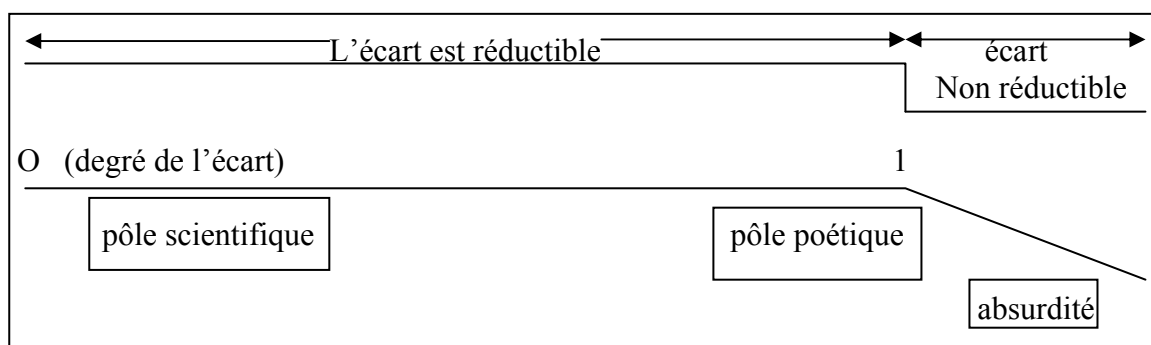 L’écart est réductible
écart
Non réductible
O (degré de l’écart) 1
pôle scientifique
pôle poétique
absurdité